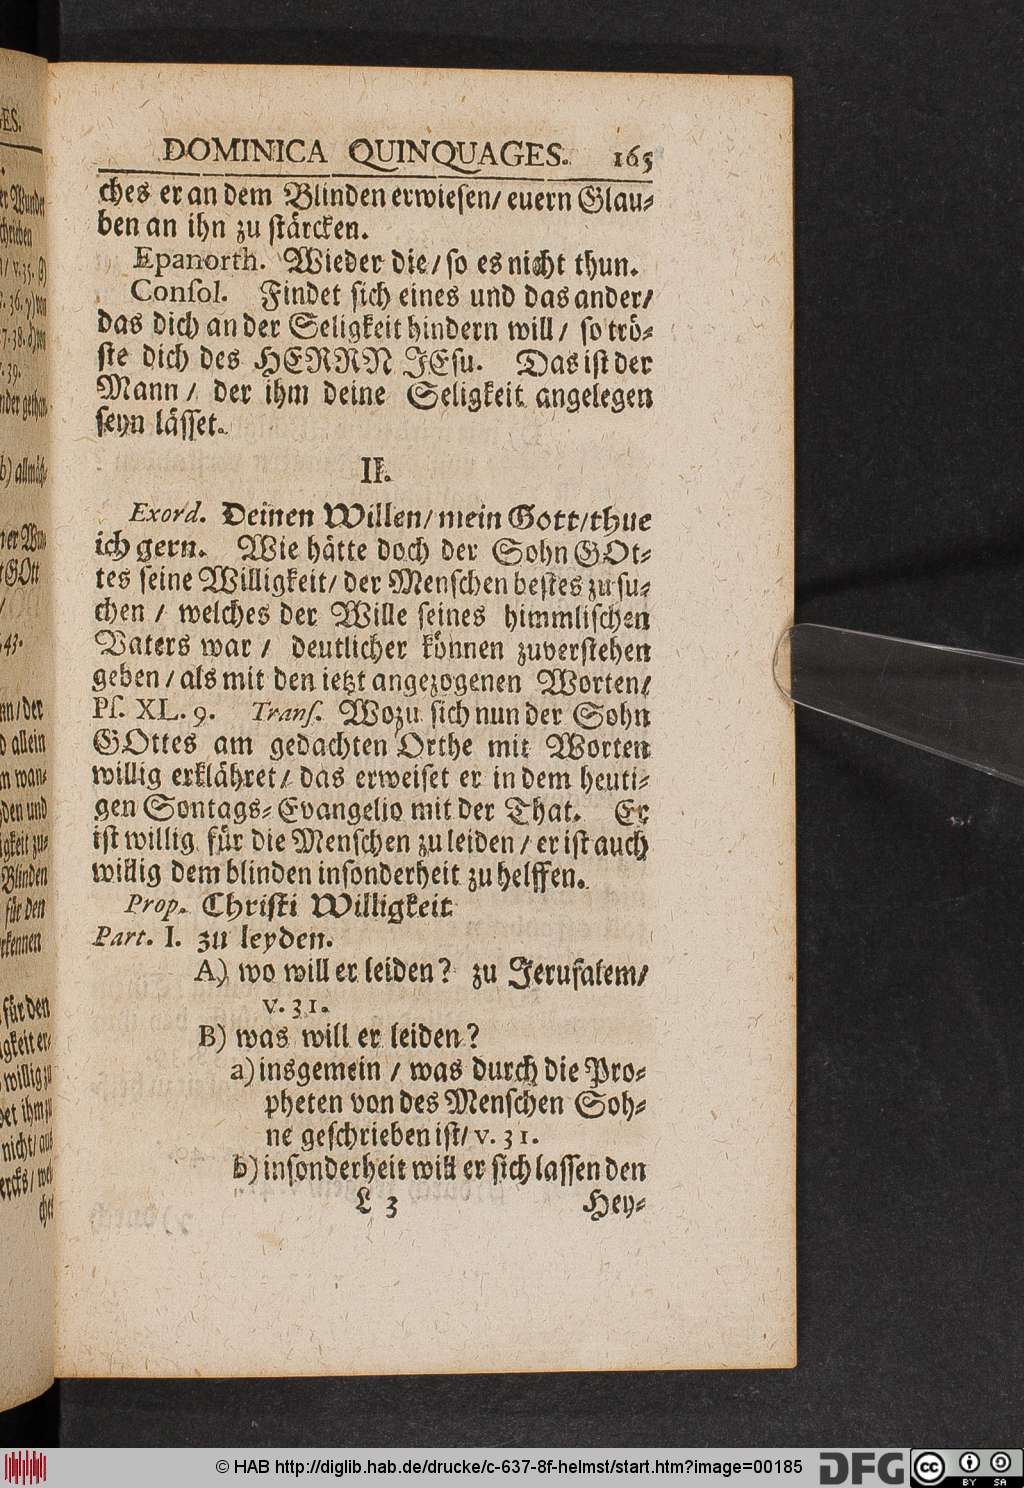 DOMINICA QUINQUAGES. 165
ches er an dem Blinden erwiesen/ euern Glau-
ben an ihn zu stärcken.
Epanorth. Wieder die/ so es nicht thun.
Consol. Findet sich eines und das ander/
das dich an der Seligkeit hindern will/ so trö-
ste dich des HERRN JEsu. Das ist der
Mann/ der ihm deine Seligkeit angelegen
seyn lässet.
II.
Exord. Deinen Willen/ mein Gott/ thue
ich gern. Wie hätte doch der Sohn GOt-
tes seine Willigkeit/ der Menschen bestes zu su-
chen / welches der Wille seines himmlischen
Vaters war / deutlicher können zuverstehen
geben/ als mit den ietzt angezogenen Worten/
Ps. XL. 9. Trans. Wozu sich nun der Sohn
GOttes am gedachten Orthe mit Worten
willig erklähret/ das erweiset er in dem heuti-
gen Sontags-Evangelio mit der That. Er
ist willig für die Menschen zu leiden/ er ist auch
willig dem blinden insonderheit zu helffen.
Prop. Christi Willigkeit
Part. I. zu leyden.
A) wo will er leiden? zu Jerusalem/
v. 31.
B) was will er leiden?
a) insgemein / was durch die Pro-
pheten von des Menschen Soh-
ne geschrieben ist/ v. 31.
b) insonderheit will er sich lassen den
L 3 Hey-
© HAB http://diglib.hab.de/drucke/c-637-8f-helmst/start.htm?image=00185 DFG cc BY SA